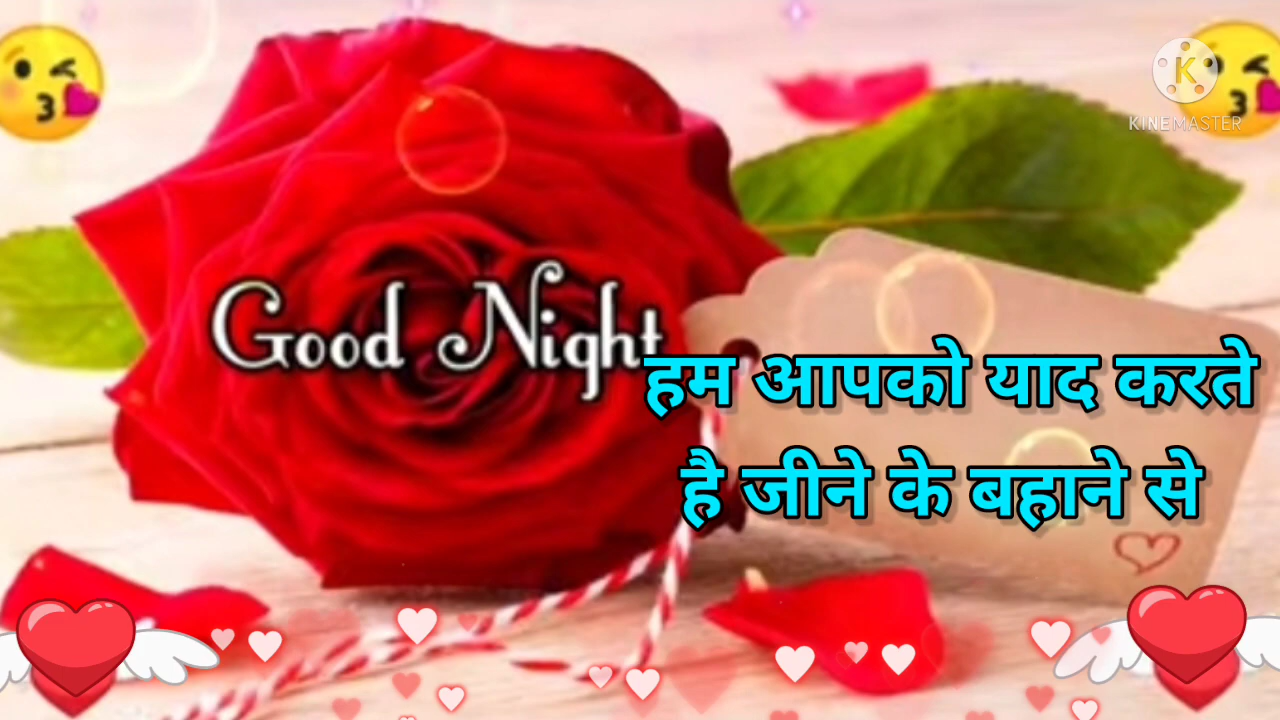 KINEMASTER
Good Night
हम आपको याद करते
है जीने के बहाने से